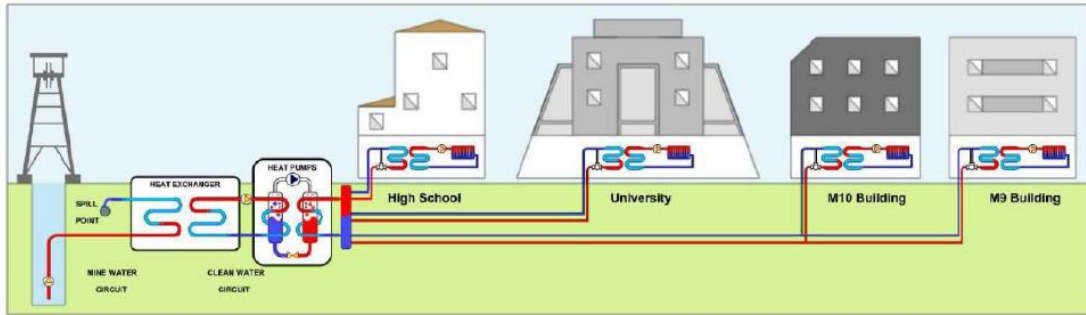 HEAT EXCHANGER
HEAT PUMPS
SPILL
POINT
MINE WATER
CIRCUIT
CLEAN WATER
CIRCUIT
High School
University
M10 Building
M9 Building